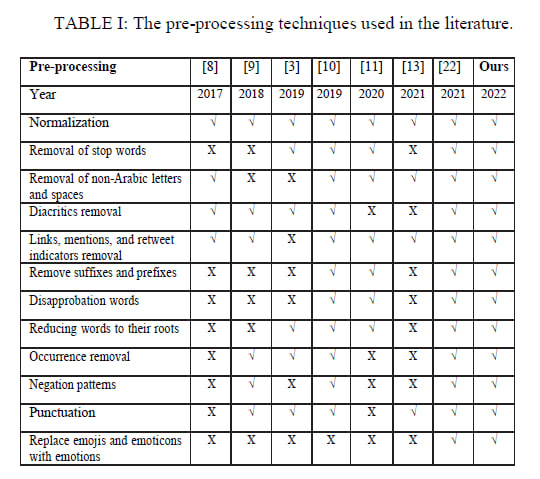 TABLE I: The pre-processing techniques used in the literature.
Pre-processing [8] [9] [3] [10] [11] [13] [22] Ours
Year 2017 2018 2019 2019 2020 2021 2021 2022
Normalization √ √ √ √ √ √ √ √
Removal of stop words X X √ √ √ X √ √
Removal of non-Arabic letters
and spaces √ X X √ √ √ √ √
Diacritics removal √ √ √ √ X X √ √
Links, mentions, and retweet
indicators removal √ √ X √ √ √ √ √
Remove suffixes and prefixes X X X √ √ X √ √
Disapprobation words X X X √ √ X √ √
Reducing words to their roots X X √ √ √ X √ √
Occurrence removal X √ √ √ X X √ √
Negation patterns X √ X √ X X √ √
Punctuation X √ √ √ X √ √ √
Replace emojis and emoticons
with emotions X X X X X X √ √